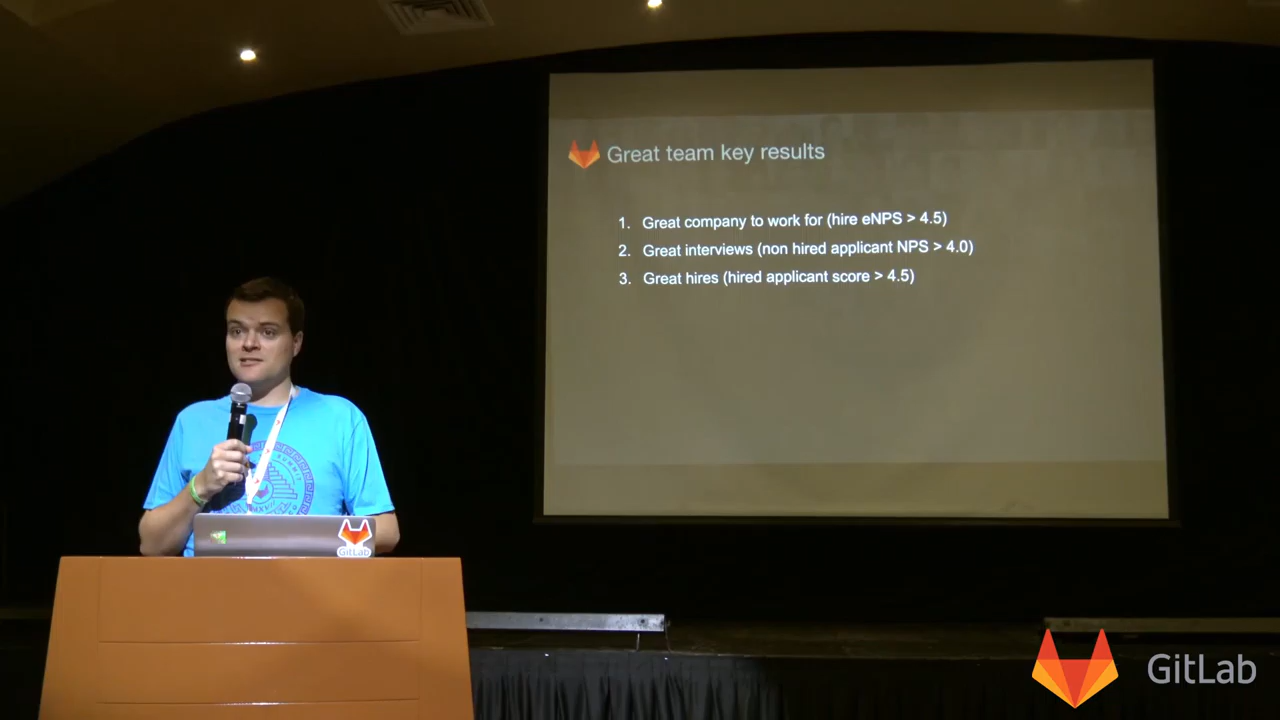 Great team key results
1. Great company to work for (hire eNPS > 4.5)
2. Great interviews (non hired applicant NPS > 4.0)
3. Great hires (hired applicant score > 4.5)
SUMMIT
GitLab
GitLab